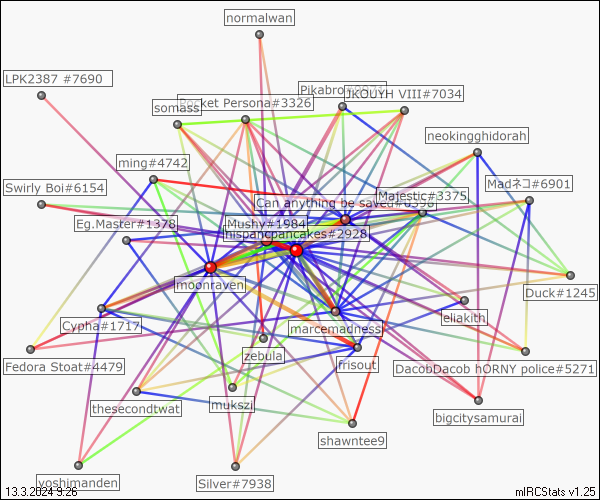 normalwan
LPK2387 #7690
Pikabro
JKOUYH VIII#7034
Pocket Persona#3326
somass
neokingghidorah
ming#4742
Madネコ#6901
Swirly Boi#6154
Majestic#3375
Can anything be saved
Eg.Master#1378
Mushy#1984
hispanicpancakes#2928
moonraven
Duck#1245
eliakith
Cypha#1717
marcemadness
zebula
frisout
Fedora Stoat#4479
DacobDacob hORNY police#5271
thesecondtwat
mukszi
bigcitysamurai
shawntee9
yoshimanden
Silver#7938
13.3.2024 9:26
mIRCStats v1.25